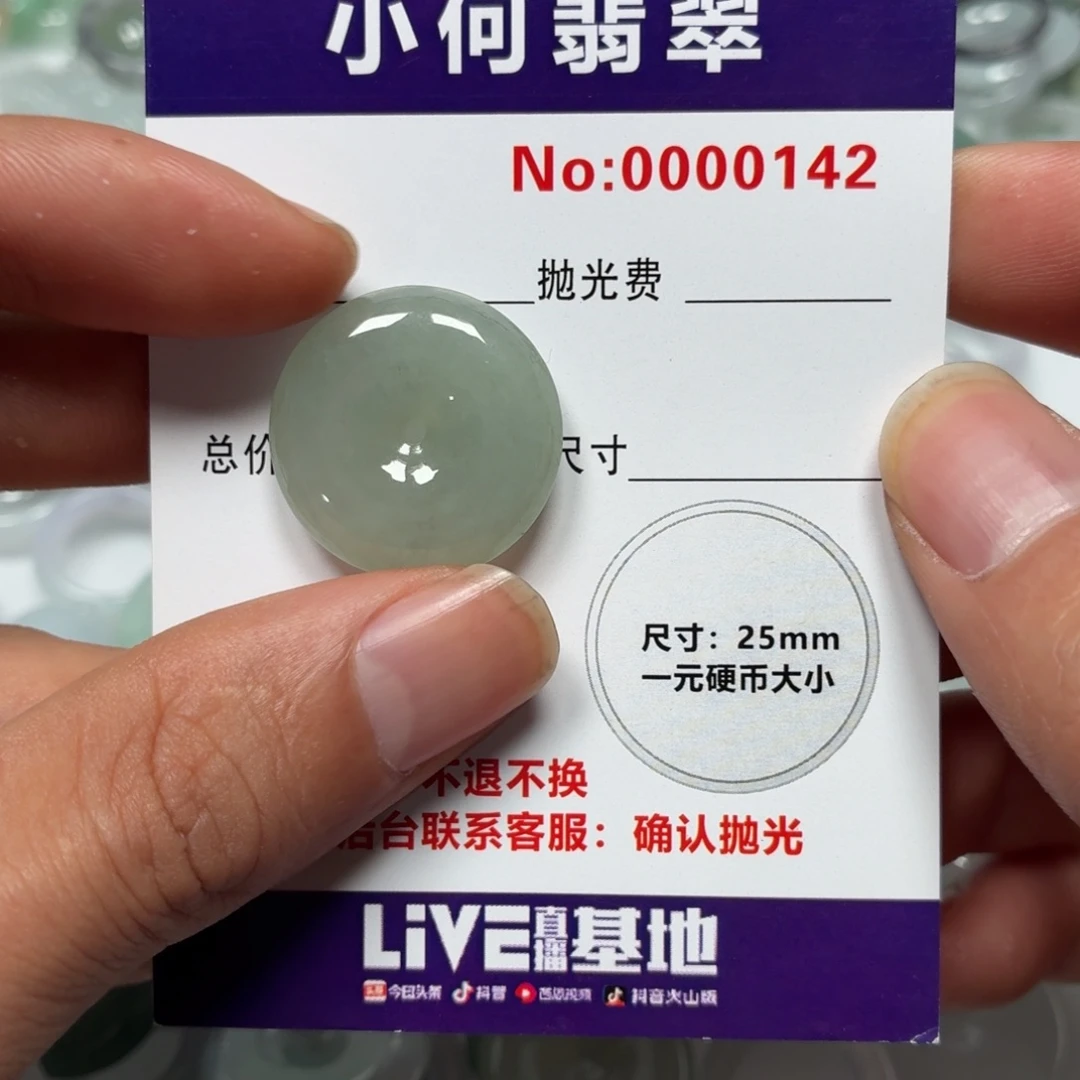 小何翡翠
No:0000142
抛光费
总价 尺寸
尺寸：25mm
一元硬币大小
不退不换
后台联系客服：确认抛光
LiVE直播基地
今日头条 抖音 西瓜视频 抖音火山版